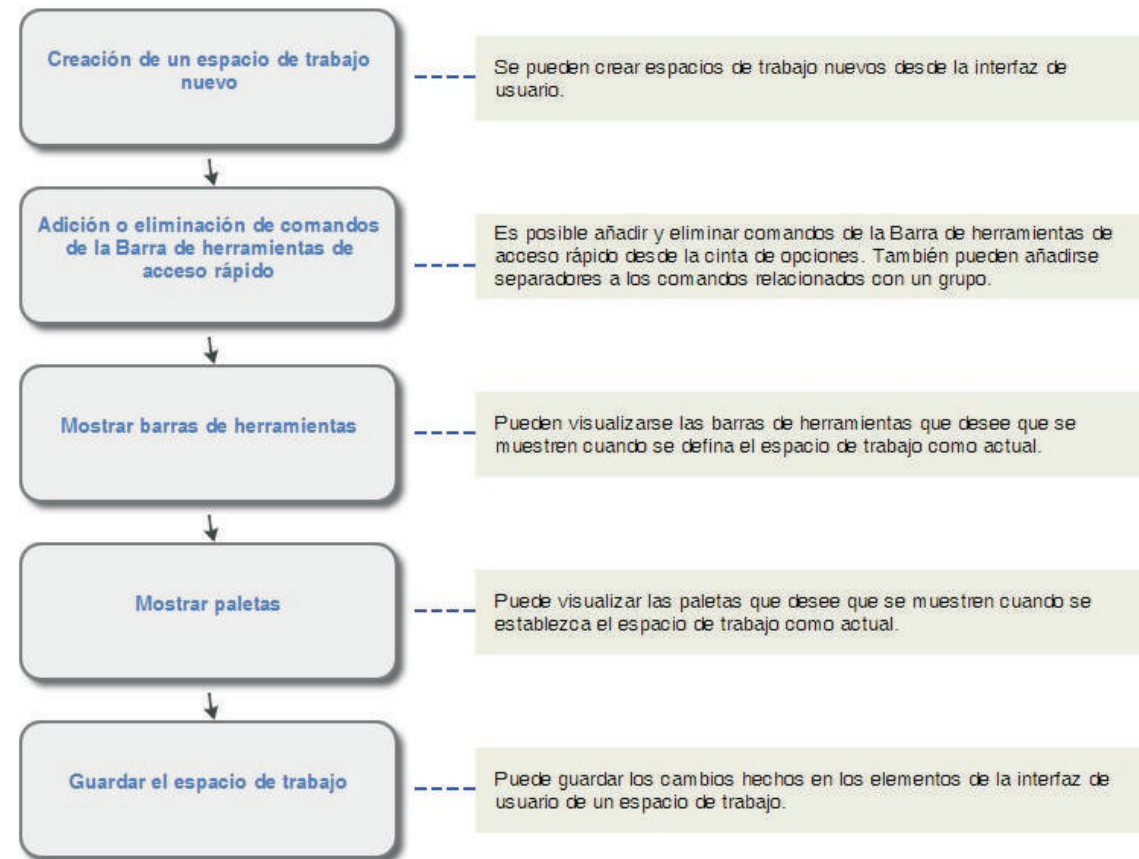 Creación de un espacio de trabajo
nuevo
Se pueden crear espacios de trabajo nuevos desde la interfaz de
usuario.
Adición o eliminación de comandos
de la Barra de herramientas de
acceso rápido
Es posible añadir y eliminar comandos de la Barra de herramientas de
acceso rápido desde la cinta de opciones. También pueden añadirse
separadores a los comandos relacionados con un grupo.
Mostrar barras de herramientas
Pueden visualizarse las barras de herramientas que desee que se
muestren cuando se defina el espacio de trabajo como actual.
Mostrar paletas
Puede visualizar las paletas que desee que se muestren cuando se
establezca el espacio de trabajo como actual.
Guardar el espacio de trabajo
Puede guardar los cambios hechos en los elementos de la interfaz de
usuario de un espacio de trabajo.